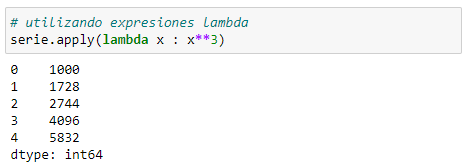 # utilizando expresiones lambda
serie.apply(lambda x : x**3)
0    1000
1    1728
2    2744
3    4096
4    5832
dtype: int64